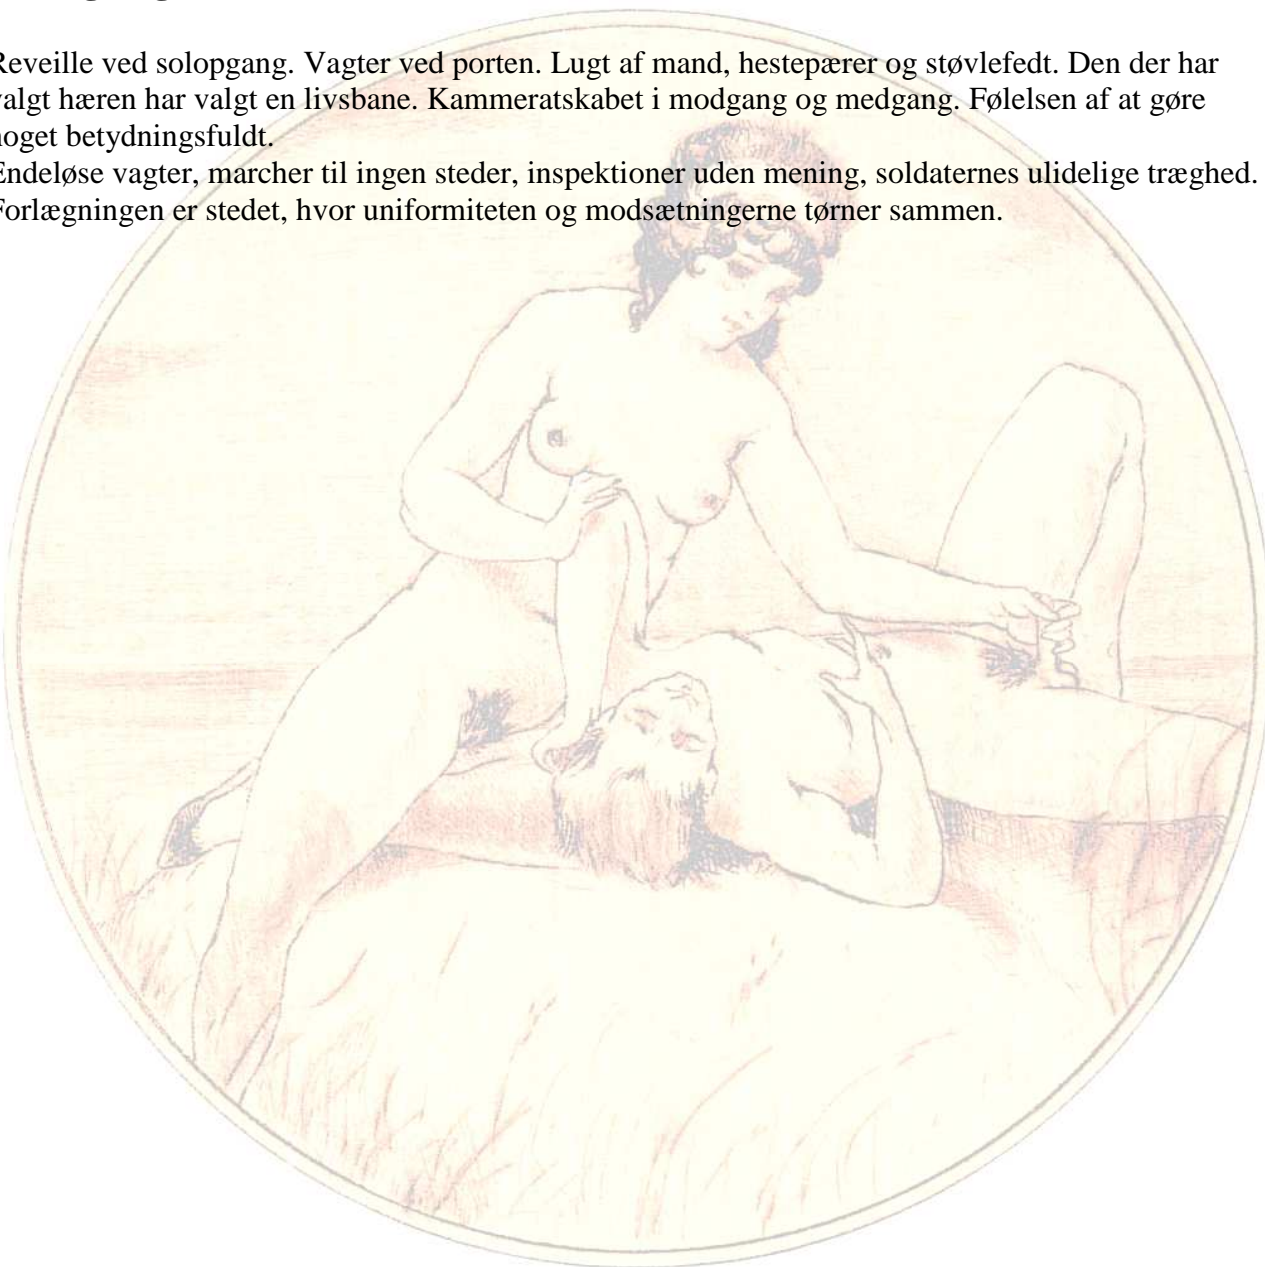 Reveille ved solopgang. Vagter ved porten. Lugt af mand, hestepærer og støvlefedt. Den der har
valgt hæren har valgt en livsbane. Kammeratskabet i modgang og medgang. Følelsen af at gøre
noget betydningsfuldt.
Endeløse vagter, marcher til ingen steder, inspektioner uden mening, soldaternes ulidelige træghed.
Forlægningen er stedet, hvor uniformiteten og modsætningerne tørner sammen.